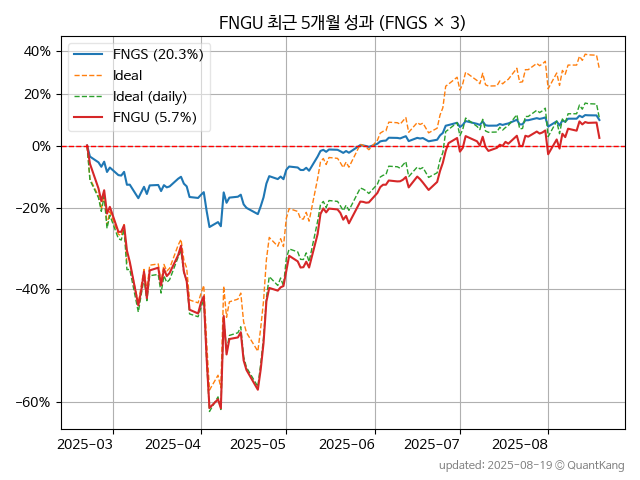 FNGU 최근 5개월 성과 (FNGS × 3)
FNGS (20.3%)
Ideal
Ideal (daily)
FNGU (5.7%)
40%
20%
0%
−20%
−40%
−60%
2025-03
2025-04
2025-05
2025-06
2025-07
2025-08
updated: 2025-08-19 © QuantKang